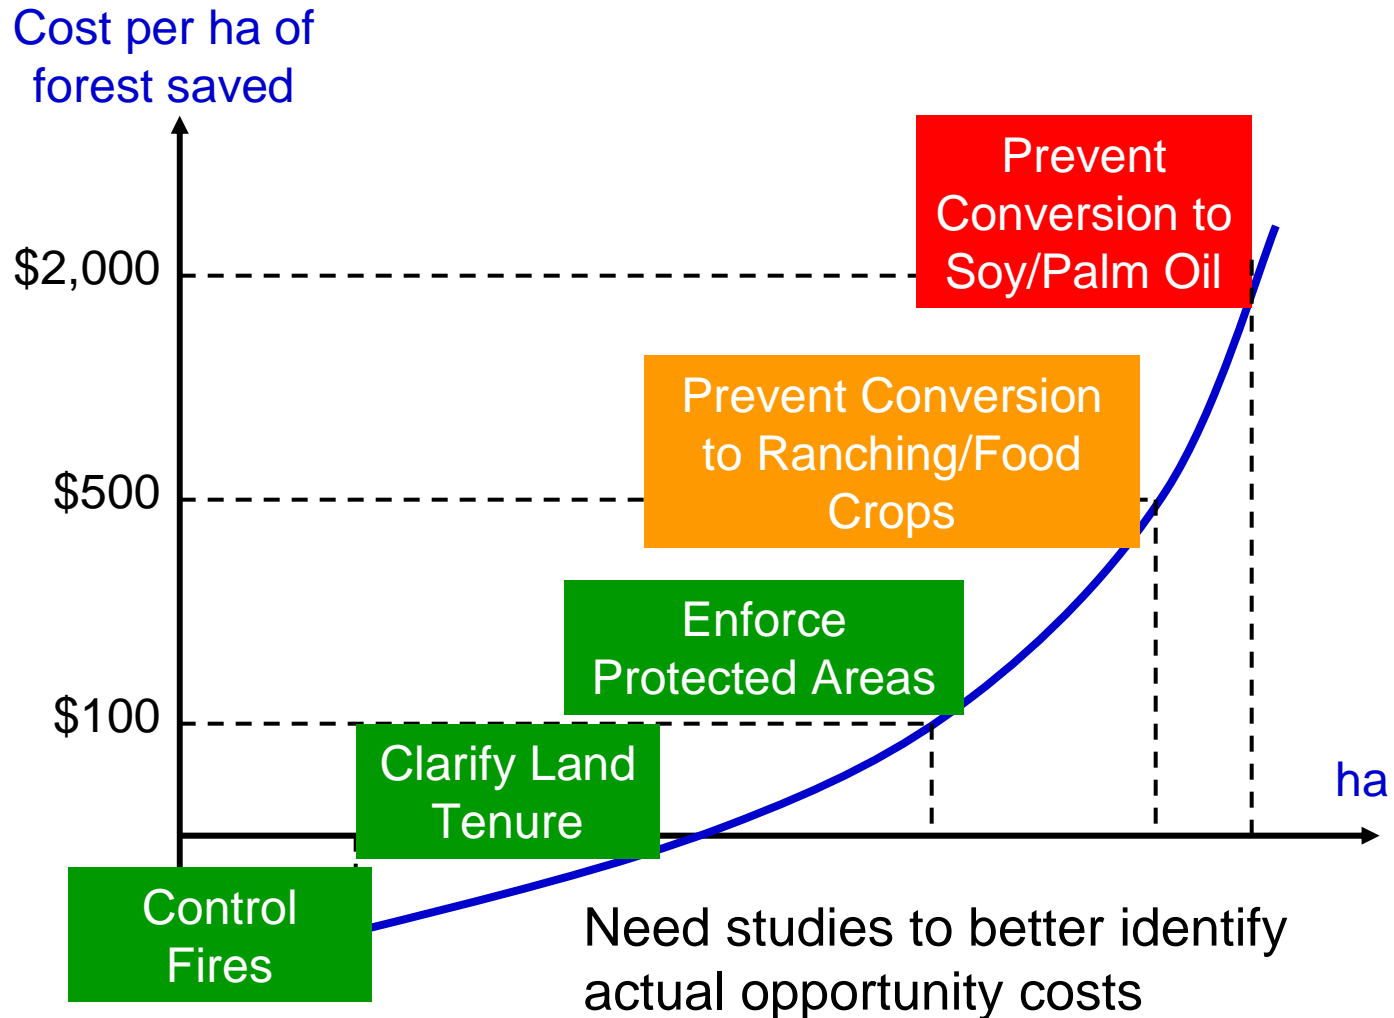 Cost per ha of
forest saved
Prevent
Conversion to
Soy/Palm Oil
$2,000
Prevent Conversion
to Ranching/Food
Crops
$500
Enforce
Protected Areas
$100
Clarify Land
Tenure
ha
Control
Fires
Need studies to better identify
actual opportunity costs